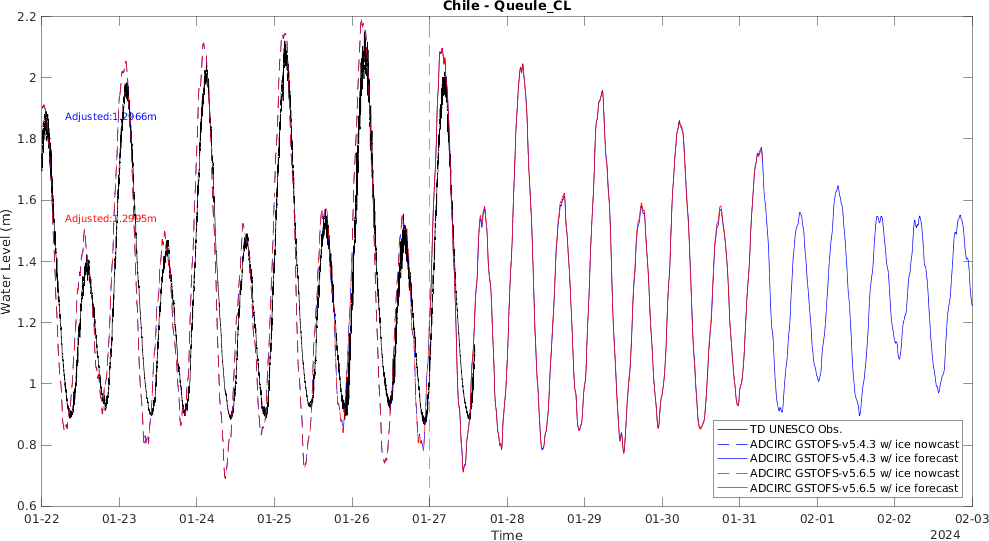 Chile - Queule_CL
2.2
2
1.8
1.6
1.4
1.2
1
0.8
0.6
Water Level (m)
Adjusted:1.2966m
Adjusted:1.2995m
TD UNESCO Obs.
ADCIRC GSTOFS-v5.4.3 w/ ice nowcast
ADCIRC GSTOFS-v5.4.3 w/ ice forecast
ADCIRC GSTOFS-v5.6.5 w/ ice nowcast
ADCIRC GSTOFS-v5.6.5 w/ ice forecast
01-22 01-23 01-24 01-25 01-26 01-27 01-28 01-29 01-30 01-31 02-01 02-02 02-03
Time
2024